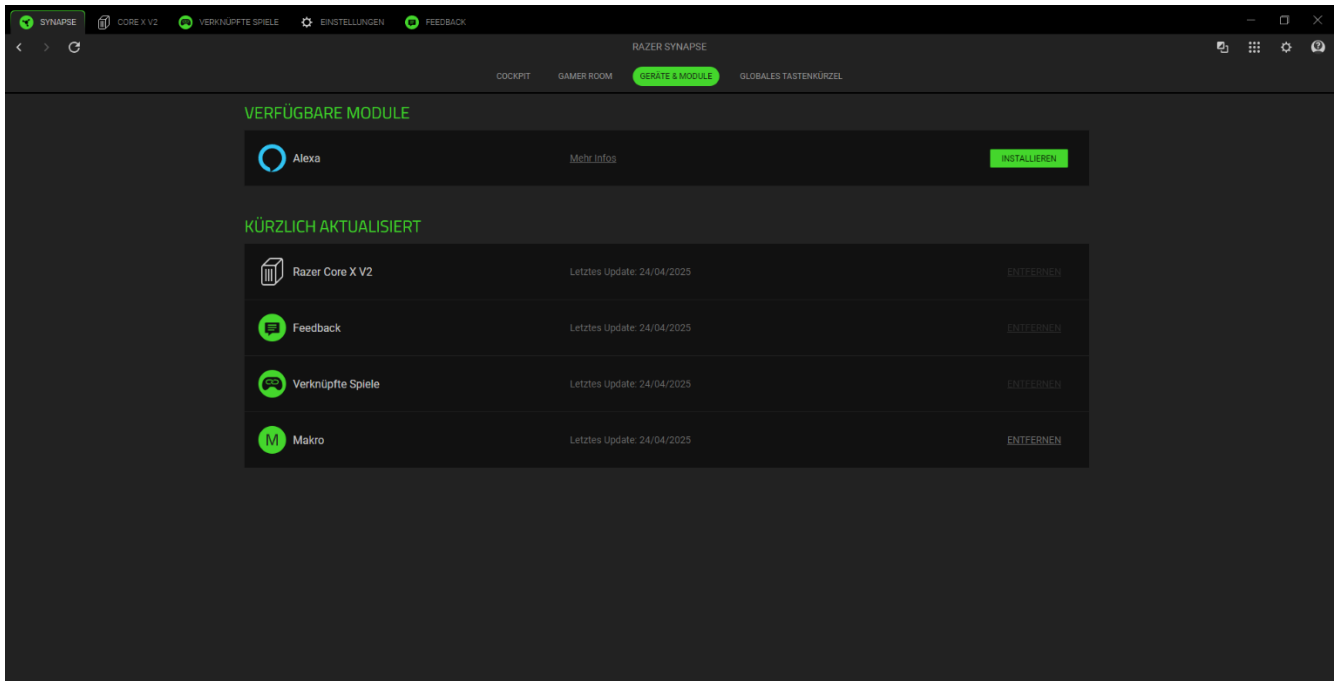 SYNAPSE CORE X V2 VERKNÜPFTE SPIELE EINSTELLUNGEN FEEDBACK
RAZER SYNAPSE
COCKPIT GAMER ROOM GERÄTE & MODULE GLOBALES TASTENKÜRZEL
VERFÜGBARE MODULE
Alexa Mehr Infos INSTALLIEREN
KÜRZLICH AKTUALISIERT
Razer Core X V2 Letztes Update: 24/04/2025 ENTFERNEN
Feedback Letztes Update: 24/04/2025 ENTFERNEN
Verknüpfte Spiele Letztes Update: 24/04/2025 ENTFERNEN
M Makro Letztes Update: 24/04/2025 ENTFERNEN